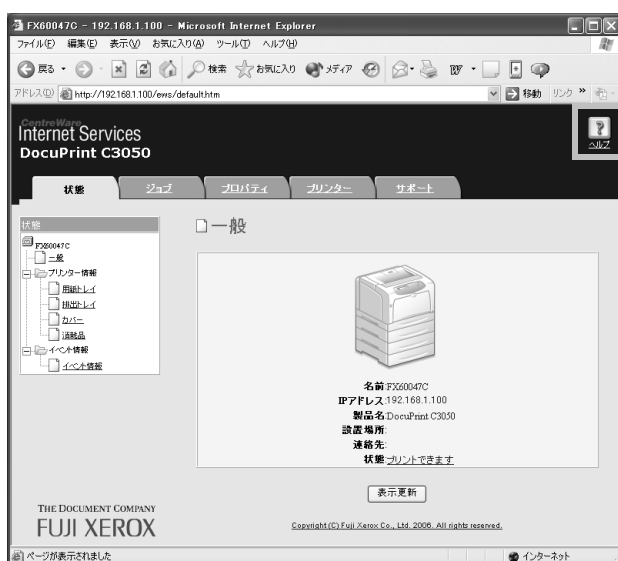 FX60047C - 192.168.1.100 - Microsoft Internet Explorer
ファイル(F) 編集(E) 表示(V) お気に入り(A) ツール(T) ヘルプ(H)
戻る 検索 お気に入り メディア
アドレス(D) http://192.168.1.100/ews/default.htm 移動 リンク »
CentreWare
Internet Services
DocuPrint C3050
ヘルプ
状態 ジョブ プロパティ プリンター サポート
状態
FX60047C
一般
プリンター情報
用紙トレイ
排出トレイ
カバー
消耗品
イベント情報
イベント情報
一般
名前:FX60047C
IPアドレス:192.168.1.100
製品名:DocuPrint C3050
設置場所:
連絡先:
状態:プリントできます
表示更新
THE DOCUMENT COMPANY
FUJI XEROX
Copyright (C) Fuji Xerox Co., Ltd. 2006. All rights reserved.
ページが表示されました インターネット